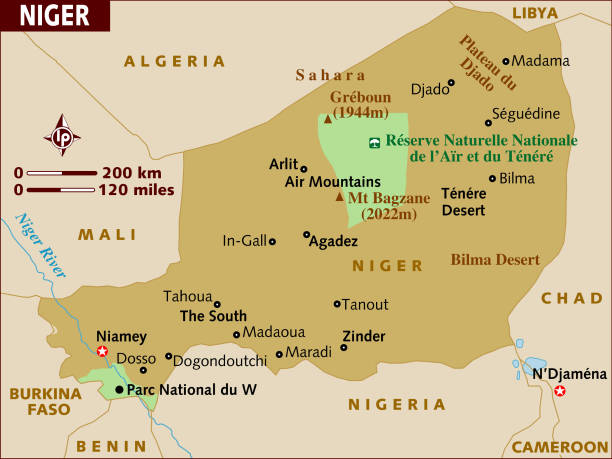 NIGER
LIBYA
ALGERIA
Madama
Plateau du
Djado
Sahara
Djado
Gréboun
(1944m)
Séguédine
lp
Réserve Naturelle Nationale
de l'Aïr et du Ténéré
0 200 km
0 120 miles
Arlit
Air Mountains
Bilma
Ténére
Desert
Mt Bagzane
(2022m)
MALI
Niger River
In-Gall
Agadez
NIGER
Bilma Desert
CHAD
Tahoua
The South
Tanout
Niamey
Madaoua
Zinder
Dosso
Dogondoutchi
Maradi
N'Djaména
BURKINA
FASO
Parc National du W
NIGERIA
BENIN
CAMEROON